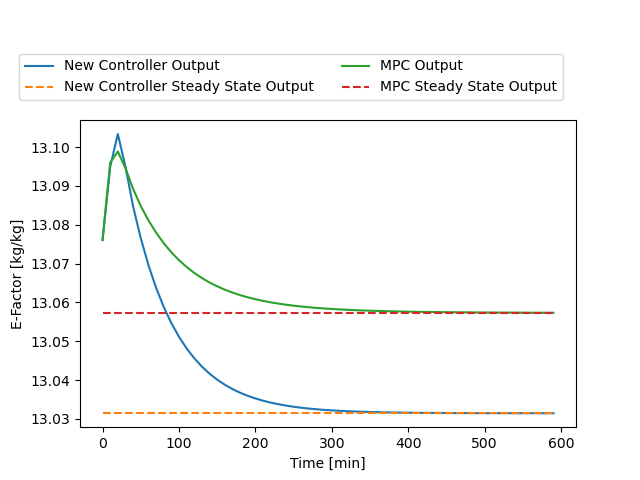 New Controller Output
New Controller Steady State Output
MPC Output
MPC Steady State Output
E-Factor [kg/kg]
13.10
13.09
13.08
13.07
13.06
13.05
13.04
13.03
0 100 200 300 400 500 600
Time [min]